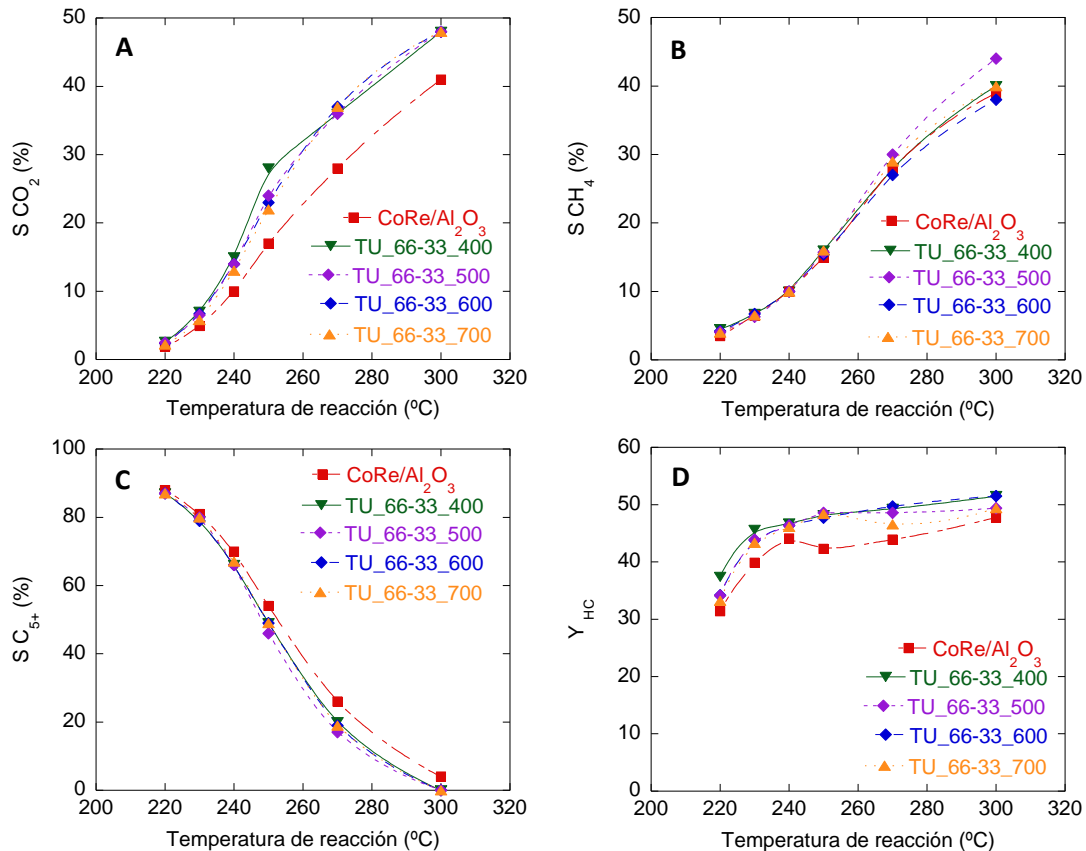 A
S CO2 (%)
50
40
30
20
10
0
CoRe/Al2O3
TU_66-33_400
TU_66-33_500
TU_66-33_600
TU_66-33_700
200 220 240 260 280 300 320
Temperatura de reacción (ºC)
B
S CH4 (%)
50
40
30
20
10
0
CoRe/Al2O3
TU_66-33_400
TU_66-33_500
TU_66-33_600
TU_66-33_700
200 220 240 260 280 300 320
Temperatura de reacción (ºC)
C
S C5+ (%)
100
80
60
40
20
0
CoRe/Al2O3
TU_66-33_400
TU_66-33_500
TU_66-33_600
TU_66-33_700
200 220 240 260 280 300 320
Temperatura de reacción (ºC)
D
Y HC
60
50
40
30
20
10
0
CoRe/Al2O3
TU_66-33_400
TU_66-33_500
TU_66-33_600
TU_66-33_700
200 220 240 260 280 300 320
Temperatura de reacción (ºC)